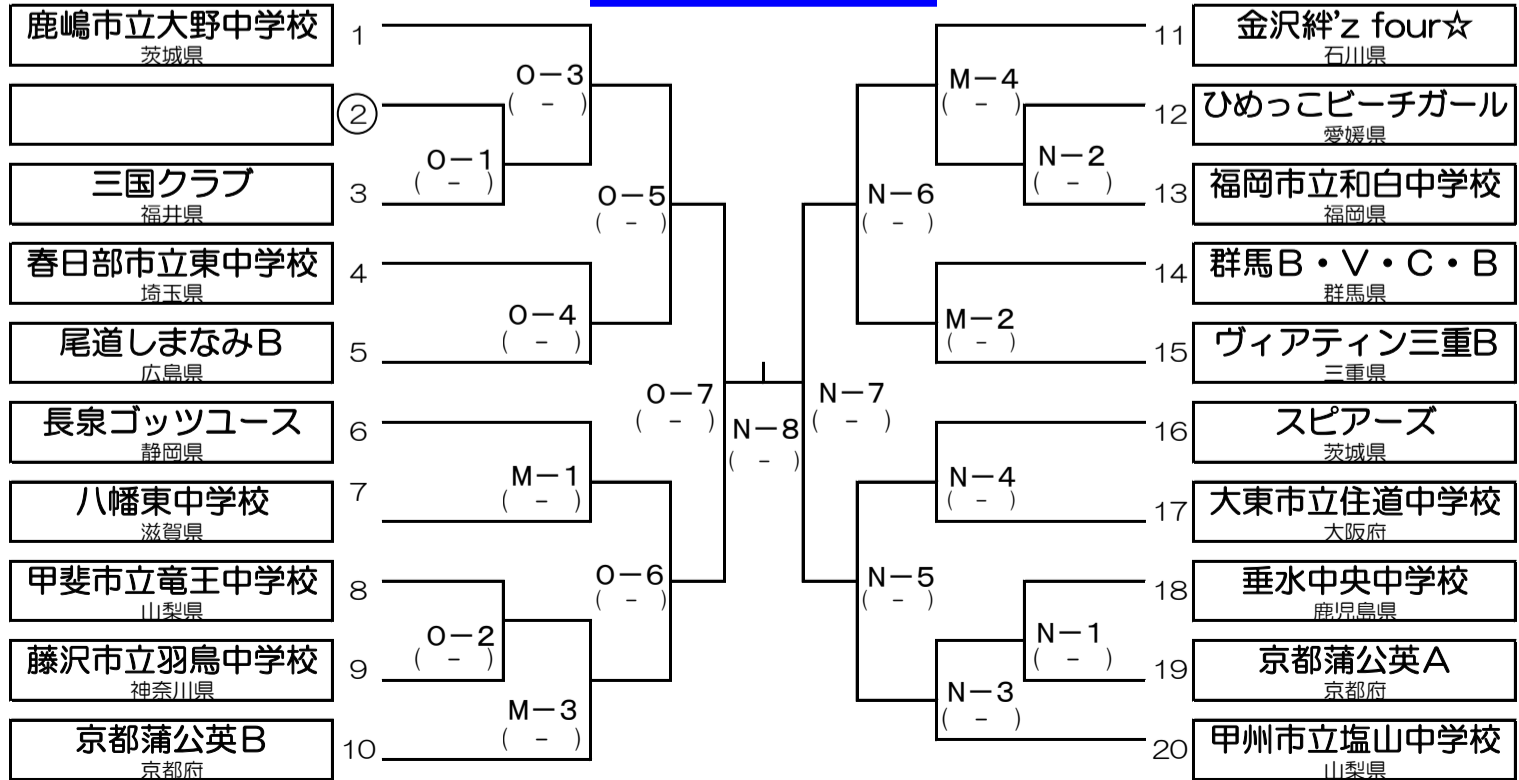 鹿嶋市立大野中学校
茨城県
1
②
三国クラブ
福井県
3
春日部市立東中学校
埼玉県
4
尾道しまなみB
広島県
5
長泉ゴッツユース
静岡県
6
八幡東中学校
滋賀県
7
甲斐市立竜王中学校
山梨県
8
藤沢市立羽鳥中学校
神奈川県
9
京都蒲公英B
京都府
10
O－3
( － )
O－1
( － )
O－5
( － )
O－4
( － )
O－7
( － )
M－1
( － )
O－6
( － )
O－2
( － )
M－3
( － )
N－8
( － )
M－4
( － )
N－2
( － )
N－6
( － )
M－2
( － )
N－7
( － )
N－4
( － )
N－5
( － )
N－1
( － )
N－3
( － )
11
金沢絆’z four☆
石川県
12
ひめっこビーチガール
愛媛県
13
福岡市立和白中学校
福岡県
14
群馬B・V・C・B
群馬県
15
ヴィアティン三重B
三重県
16
スピアーズ
茨城県
17
大東市立住道中学校
大阪府
18
垂水中央中学校
鹿児島県
19
京都蒲公英A
京都府
20
甲州市立塩山中学校
山梨県